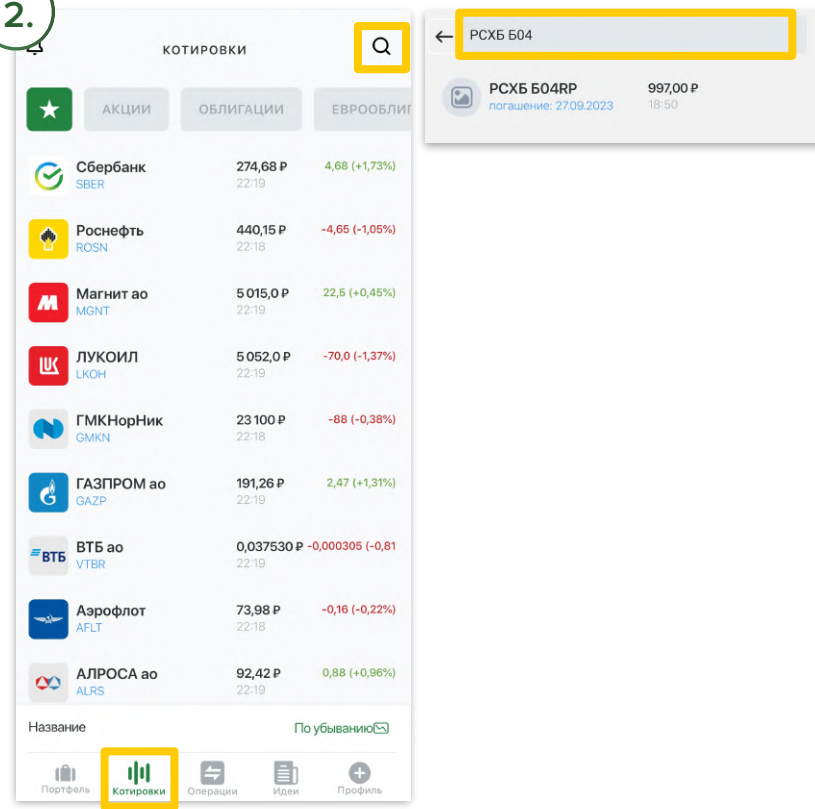 2.
КОТИРОВКИ
АКЦИИ ОБЛИГАЦИИ ЕВРООБЛИГ
Сбербанк 274,68 ₽ 4,68 (+1,73%)
SBER 22:19
Роснефть 440,15 ₽ -4,65 (-1,05%)
ROSN 22:18
Магнит ао 5 015,0 ₽ 22,5 (+0,45%)
MGNT 22:19
ЛУКОИЛ 5 052,0 ₽ -70,0 (-1,37%)
LKOH 22:19
ГМКНорНик 23 100 ₽ -88 (-0,38%)
GMKN 22:18
ГАЗПРОМ ао 191,26 ₽ 2,47 (+1,31%)
GAZP 22:19
ВТБ ВТБ ао 0,037530 ₽ -0,000305 (-0,81
VTBR 22:19
Аэрофлот 73,98 ₽ -0,16 (-0,22%)
AFLT 22:18
АЛРОСА ао 92,42 ₽ 0,88 (+0,96%)
ALRS 22:19
Название По убыванию
Портфель Котировки Операции Идеи Профиль
РСХБ Б04
РСХБ Б04RP 997,00 ₽
погашение: 27.09.2023 18:50